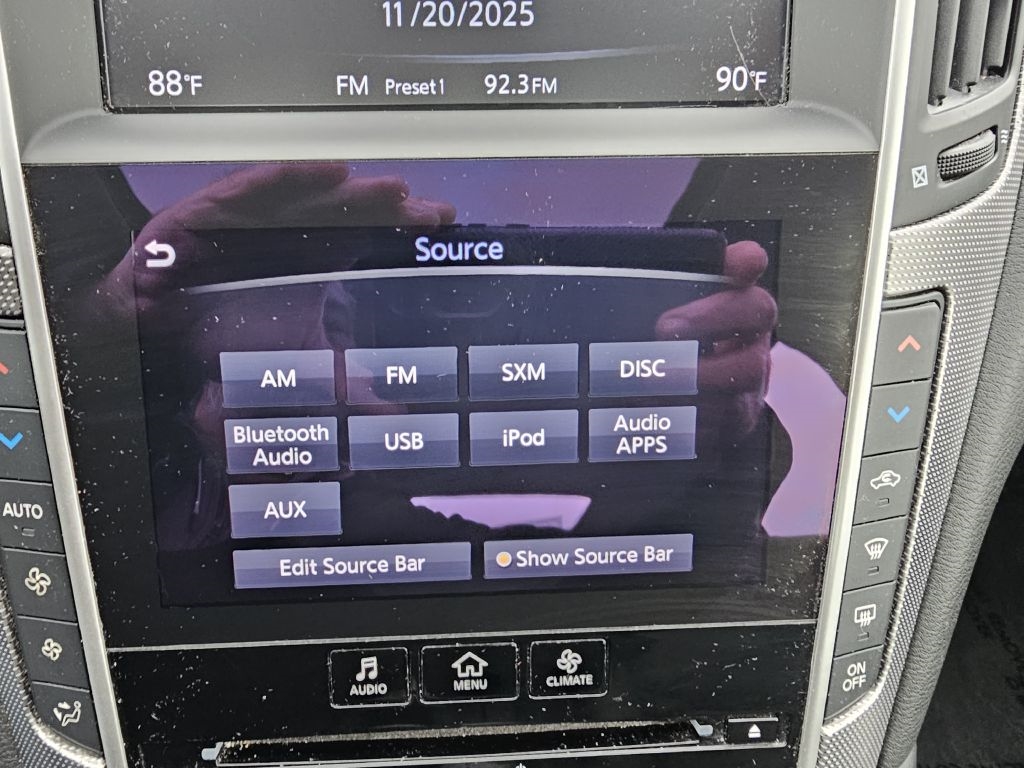 11/20/2025
88°F FM Preset1 92.3FM 90°F
Source
AM FM SXM DISC
Bluetooth Audio USB iPod Audio APPS
AUX
Edit Source Bar Show Source Bar
AUTO
AUDIO MENU CLIMATE
ON OFF